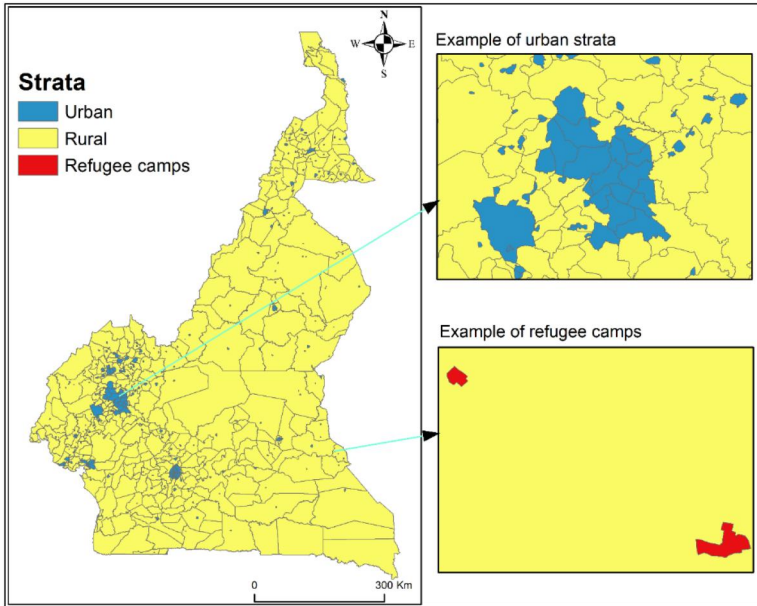 N
W E
S
Strata
Urban
Rural
Refugee camps
0 300 Km
Example of urban strata
Example of refugee camps